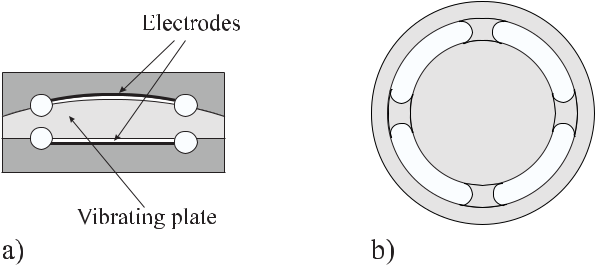 Electrodes
Vibrating plate
a)
b)